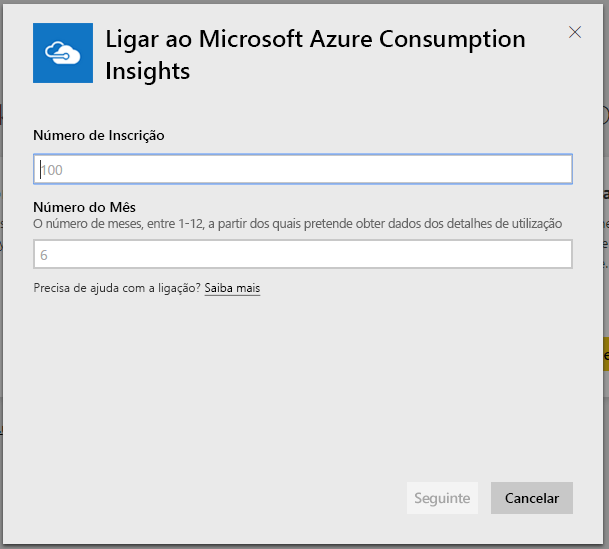 Ligar ao Microsoft Azure Consumption
Insights
Número de Inscrição
100
Número do Mês
O número de meses, entre 1-12, a partir dos quais pretende obter dados dos detalhes de utilização
6
Precisa de ajuda com a ligação? Saiba mais
Seguinte
Cancelar